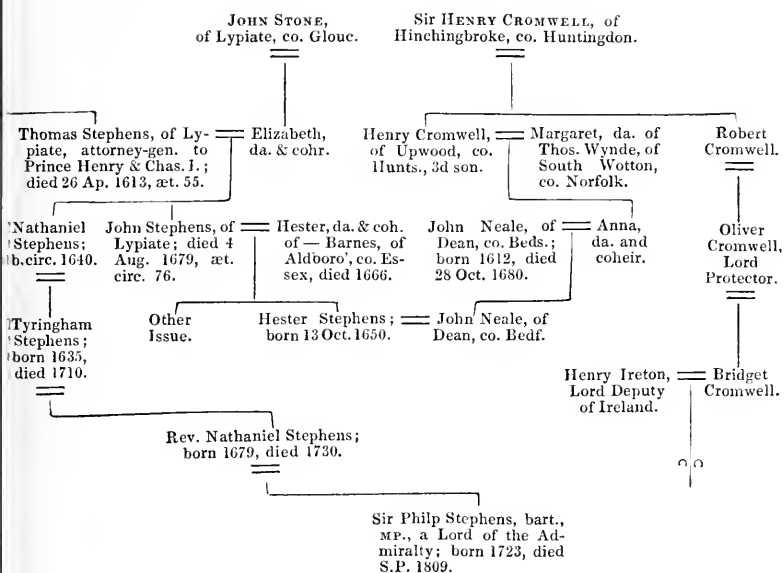 JOHN STONE,
of Lypiate, co. Glouc.
Sir HENRY CROMWELL, of
Hinchingbroke, co. Huntingdon.
Thomas Stephens, of Ly-
piate, attorney-gen. to
Prince Henry & Chas. I.;
died 26 Ap. 1613, æt. 55.
Elizabeth,
da. & cohr.
Henry Cromwell,
of Upwood, co.
Hunts., 3d son.
Margaret, da. of
Thos. Wynde, of
South Wotton,
co. Norfolk.
Robert
Cromwell.
Nathaniel
Stephens;
b. circ. 1640.
John Stephens, of
Lypiate; died 4
Aug. 1679, æt.
circ. 76.
Hester, da. & coh.
of — Barnes, of
Aldboro', co. Es-
sex, died 1666.
John Neale, of
Dean, co. Beds.;
born 1612, died
28 Oct. 1680.
Anna,
da. and
coheir.
Oliver
Cromwell,
Lord
Protector.
Tyringham
Stephens;
born 1635,
died 1710.
Other
Issue.
Hester Stephens;
born 13 Oct. 1650.
John Neale, of
Dean, co. Bedf.
Henry Ireton,
Lord Deputy
of Ireland.
Bridget
Cromwell.
Rev. Nathaniel Stephens;
born 1679, died 1730.
Sir Philp Stephens, bart.,
MP., a Lord of the Ad-
miralty; born 1723, died
S.P. 1809.